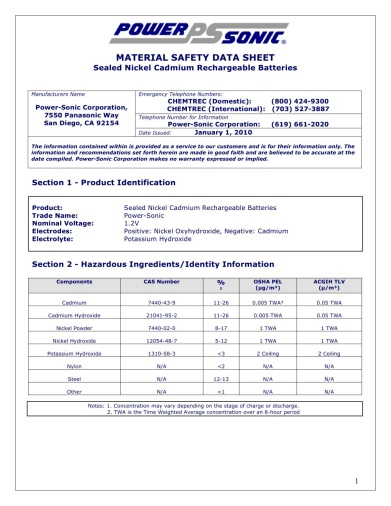 POWER PS SONIC®
MATERIAL SAFETY DATA SHEET
Sealed Nickel Cadmium Rechargeable Batteries
Manufacturers Name
Power-Sonic Corporation,
7550 Panasonic Way
San Diego, CA 92154
Emergency Telephone Numbers:
CHEMTREC (Domestic): (800) 424-9300
CHEMTREC (International): (703) 527-3887
Telephone Number for Information
Power-Sonic Corporation: (619) 661-2020
Date Issued: January 1, 2010
The information contained within is provided as a service to our customers and is for their information only. The
information and recommendations set forth herein are made in good faith and are believed to be accurate at the
date compiled. Power-Sonic Corporation makes no warranty expressed or implied.
Section 1 - Product Identification
Product: Sealed Nickel Cadmium Rechargeable Batteries
Trade Name: Power-Sonic
Nominal Voltage: 1.2V
Electrodes: Positive: Nickel Oxyhydroxide, Negative: Cadmium
Electrolyte: Potassium Hydroxide
Section 2 - Hazardous Ingredients/Identity Information
Components CAS Number % OSHA PEL ACGIH TLV
1 (µg/m³) (µ/m³)
Cadmium 7440-43-9 11-26 0.005 TWA² 0.05 TWA
Cadmium Hydroxide 21041-95-2 11-26 0.005 TWA 0.05 TWA
Nickel Powder 7440-02-0 8-17 1 TWA 1 TWA
Nickel Hydroxide 12054-48-7 5-12 1 TWA 1 TWA
Potassium Hydroxide 1310-58-3 <3 2 Ceiling 2 Ceiling
Nylon N/A <2 N/A N/A
Steel N/A 12-13 N/A N/A
Other N/A <1 N/A N/A
Notes: 1. Concentration may vary depending on the stage of charge or discharge.
2. TWA is the Time Weighted Average concentration over an 8-hour period
1